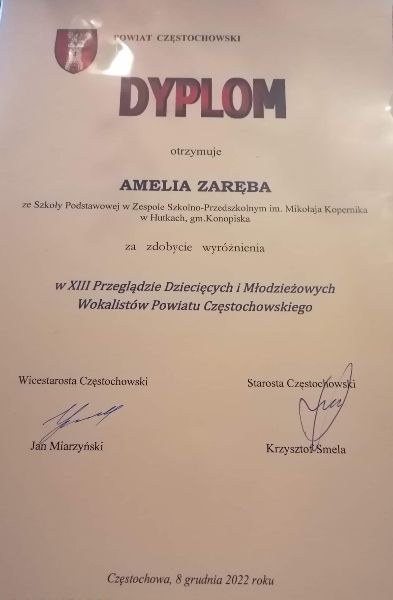 POWIAT CZĘSTOCHOWSKI
DYPLOM
otrzymuje
AMELIA ZARĘBA
ze Szkoły Podstawowej w Zespole Szkolno-Przedszkolnym im. Mikołaja Kopernika
w Hutkach, gm.Konopiska
za zdobycie wyróżnienia
w XIII Przeglądzie Dziecięcych i Młodzieżowych
Wokalistów Powiatu Częstochowskiego
Wicestarosta Częstochowski
Starosta Częstochowski
Jan Miarzyński
Krzysztof Smela
Częstochowa, 8 grudnia 2022 roku